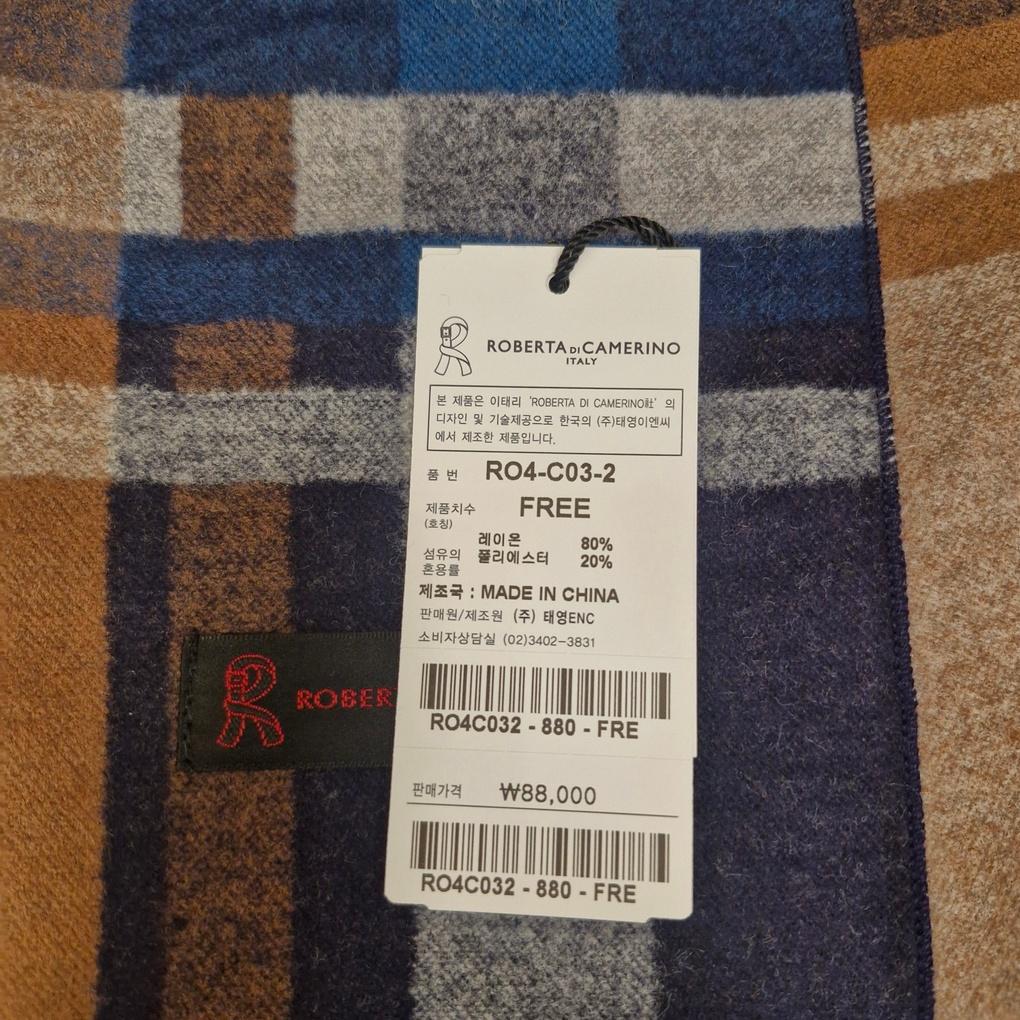 ROBERTA DI CAMERINO
ITALY
본 제품은 이태리 'ROBERTA DI CAMERINO社' 의
디자인 및 기술제공으로 한국의 (주)태영이엔씨
에서 제조한 제품입니다.
품 번 RO4-C03-2
제품치수 FREE
(호칭)
레이온 80%
섬유의 폴리에스터 20%
혼용률
제조국 : MADE IN CHINA
판매원/제조원 (주) 태영ENC
소비자상담실 (02)3402-3831
RO4C032 - 880 - FRE
ROBER
판매가격 ₩88,000
RO4C032 - 880 - FRE